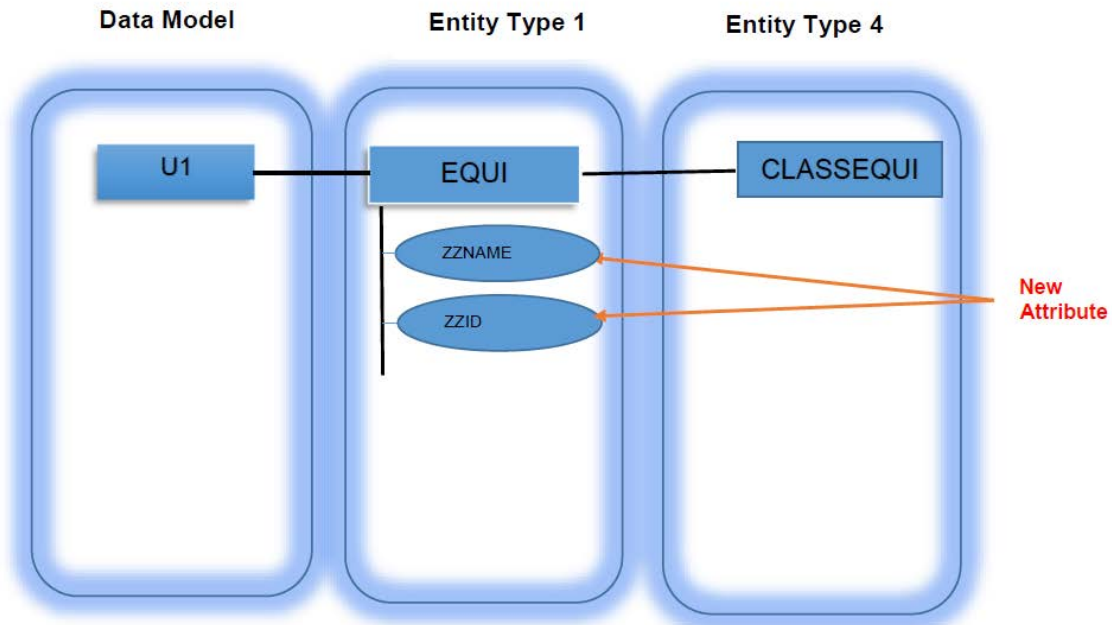 Data Model
Entity Type 1
Entity Type 4
U1
EQUI
CLASSEQUI
ZZNAME
ZZID
New
Attribute